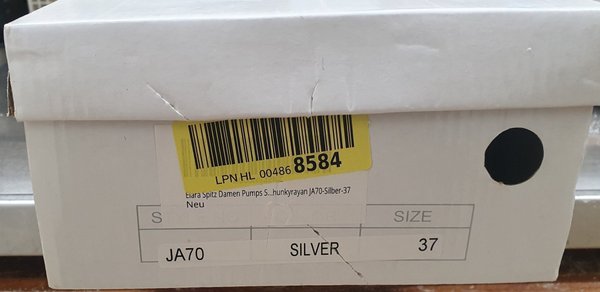 LPN HL 00486 8584
Elara Spitz Damen Pumps S...hunkyrayan JA70-Silber-37
Neu
S SIZE
JA70 SILVER 37